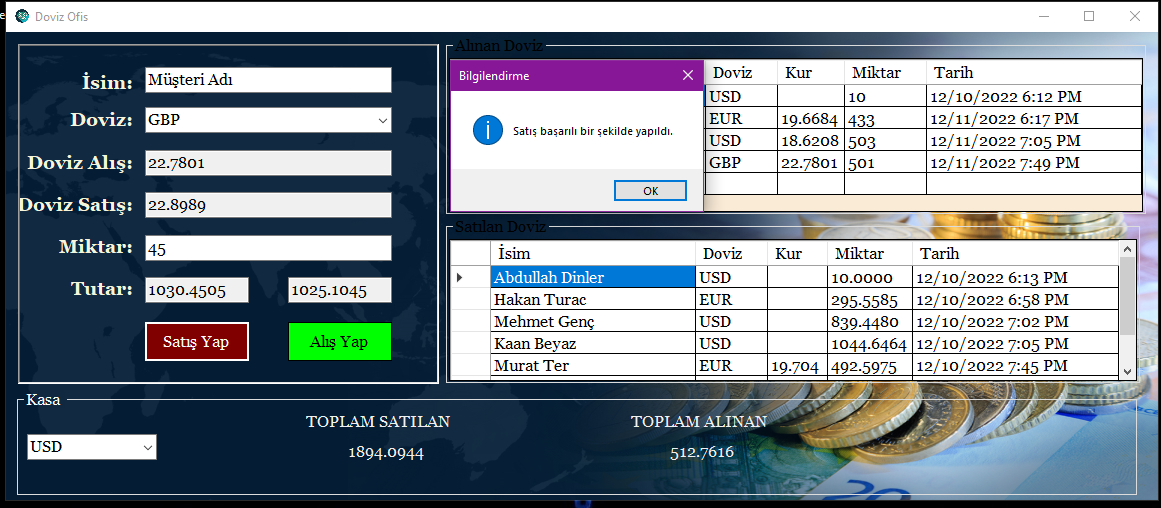 Doviz Ofis
İsim: Müşteri Adı
Doviz: GBP
Doviz Alış: 22.7801
Doviz Satış: 22.8989
Miktar: 45
Tutar: 1030.4505 1025.1045
Satış Yap Alış Yap
Alınan Doviz
Bilgilendirme
Satış başarılı bir şekilde yapıldı.
OK
Doviz Kur Miktar Tarih
USD 10 12/10/2022 6:12 PM
EUR 19.6684 433 12/11/2022 6:17 PM
USD 18.6208 503 12/11/2022 7:05 PM
GBP 22.7801 501 12/11/2022 7:49 PM
Satılan Doviz
İsim Doviz Kur Miktar Tarih
Abdullah Dinler USD 10.0000 12/10/2022 6:13 PM
Hakan Turac EUR 295.5585 12/10/2022 6:58 PM
Mehmet Genç USD 839.4480 12/10/2022 7:02 PM
Kaan Beyaz USD 1044.6464 12/10/2022 7:05 PM
Murat Ter EUR 19.704 492.5975 12/10/2022 7:45 PM
Kasa
USD
TOPLAM SATILAN TOPLAM ALINAN
1894.0944 512.7616
20